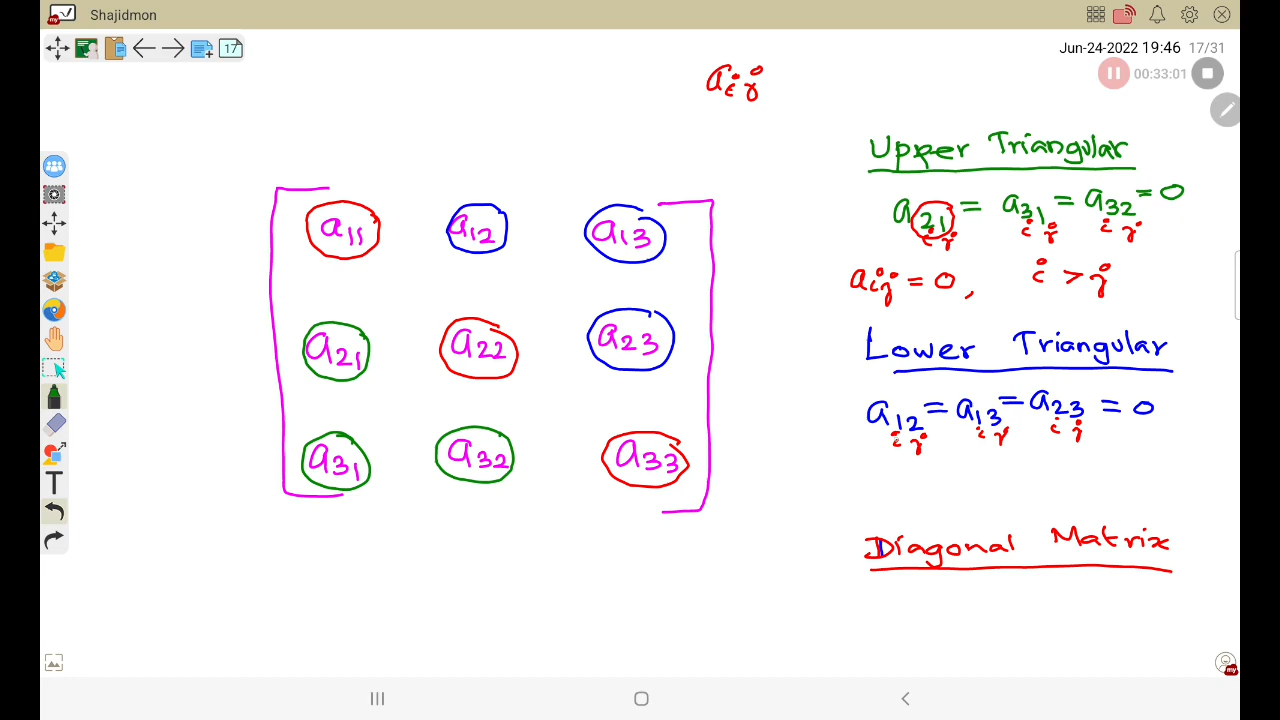 Shajidmon
17
Jun-24-2022 19:46 17/31
00:33:01
aij
Upper Triangular
a21 = a31 = a32 = 0
i j i j i j
aij = 0, i > j
Lower Triangular
a12 = a13 = a23 = 0
i j i j i j
Diagonal Matrix
a11 a12 a13
a21 a22 a23
a31 a32 a33
T